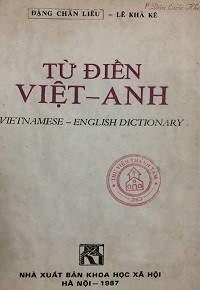 ĐẶNG CHẤN LIÊU – LÊ KHẢ KẾ
TỪ ĐIỂN
VIỆT – ANH
VIETNAMESE – ENGLISH DICTIONARY
NHÀ XUẤT BẢN KHOA HỌC XÃ HỘI
HÀ NỘI – 1987